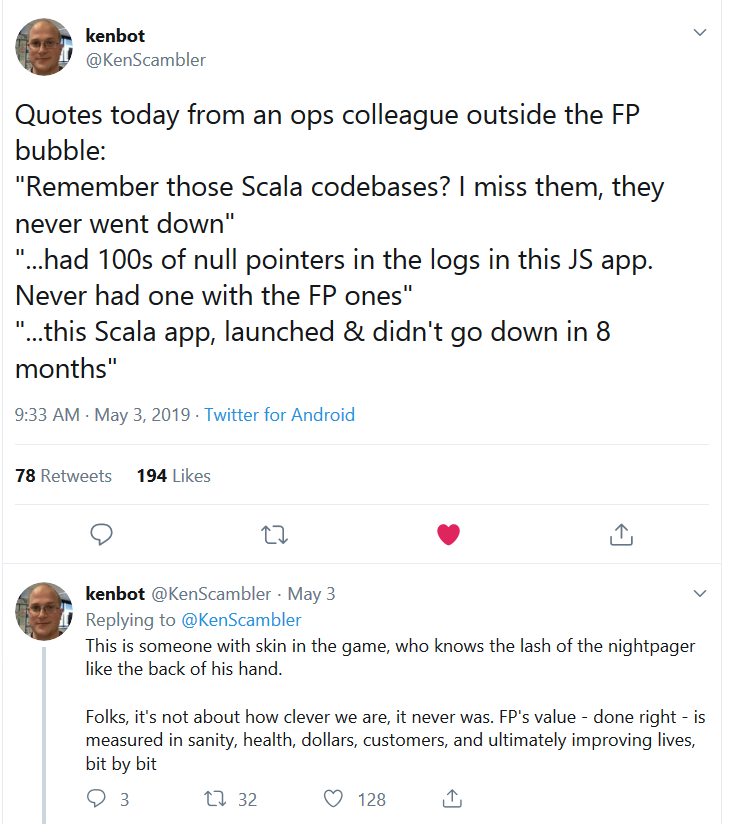 kenbot
@KenScambler
Quotes today from an ops colleague outside the FP
bubble:
"Remember those Scala codebases? I miss them, they
never went down"
"...had 100s of null pointers in the logs in this JS app.
Never had one with the FP ones"
"...this Scala app, launched & didn't go down in 8
months"
9:33 AM · May 3, 2019 · Twitter for Android
78 Retweets 194 Likes
kenbot @KenScambler · May 3
Replying to @KenScambler
This is someone with skin in the game, who knows the lash of the nightpager
like the back of his hand.
Folks, it's not about how clever we are, it never was. FP's value - done right - is
measured in sanity, health, dollars, customers, and ultimately improving lives,
bit by bit
3 32 128